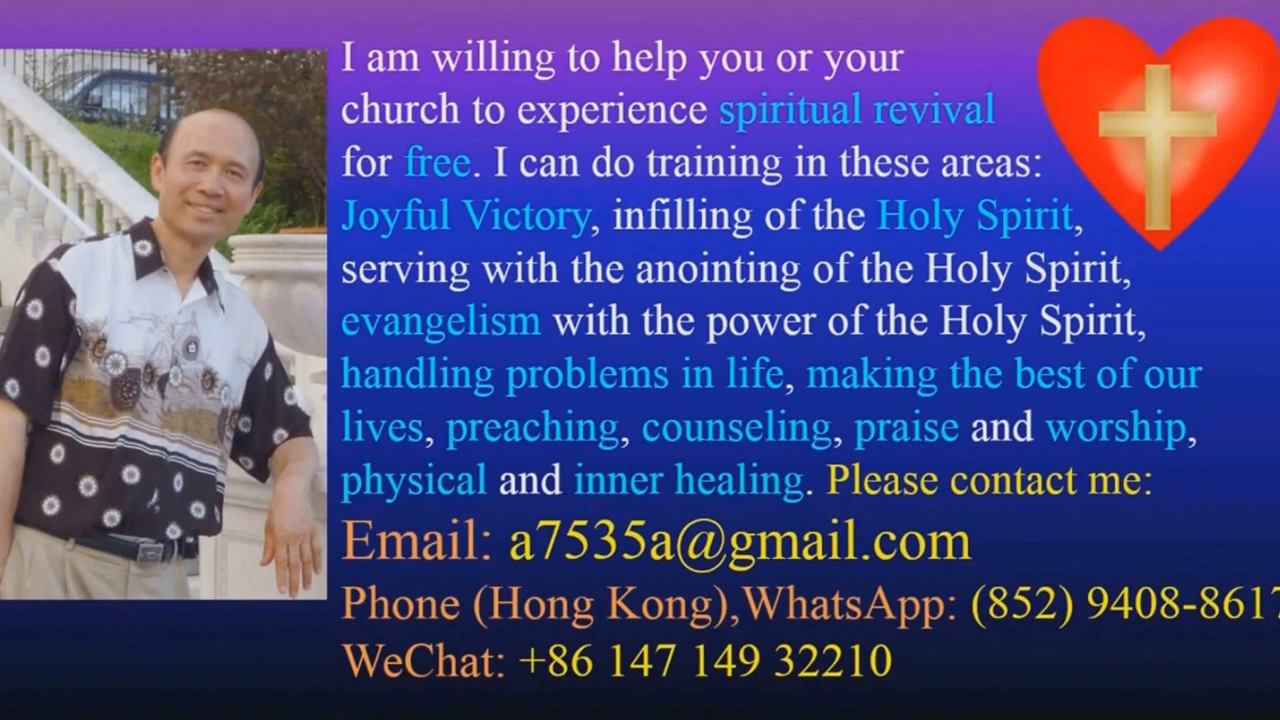 I am willing to help you or your
church to experience spiritual revival
for free. I can do training in these areas:
Joyful Victory, infilling of the Holy Spirit,
serving with the anointing of the Holy Spirit,
evangelism with the power of the Holy Spirit,
handling problems in life, making the best of our
lives, preaching, counseling, praise and worship,
physical and inner healing. Please contact me:
Email: a7535a@gmail.com
Phone (Hong Kong),WhatsApp: (852) 9408-8617
WeChat: +86 147 149 32210